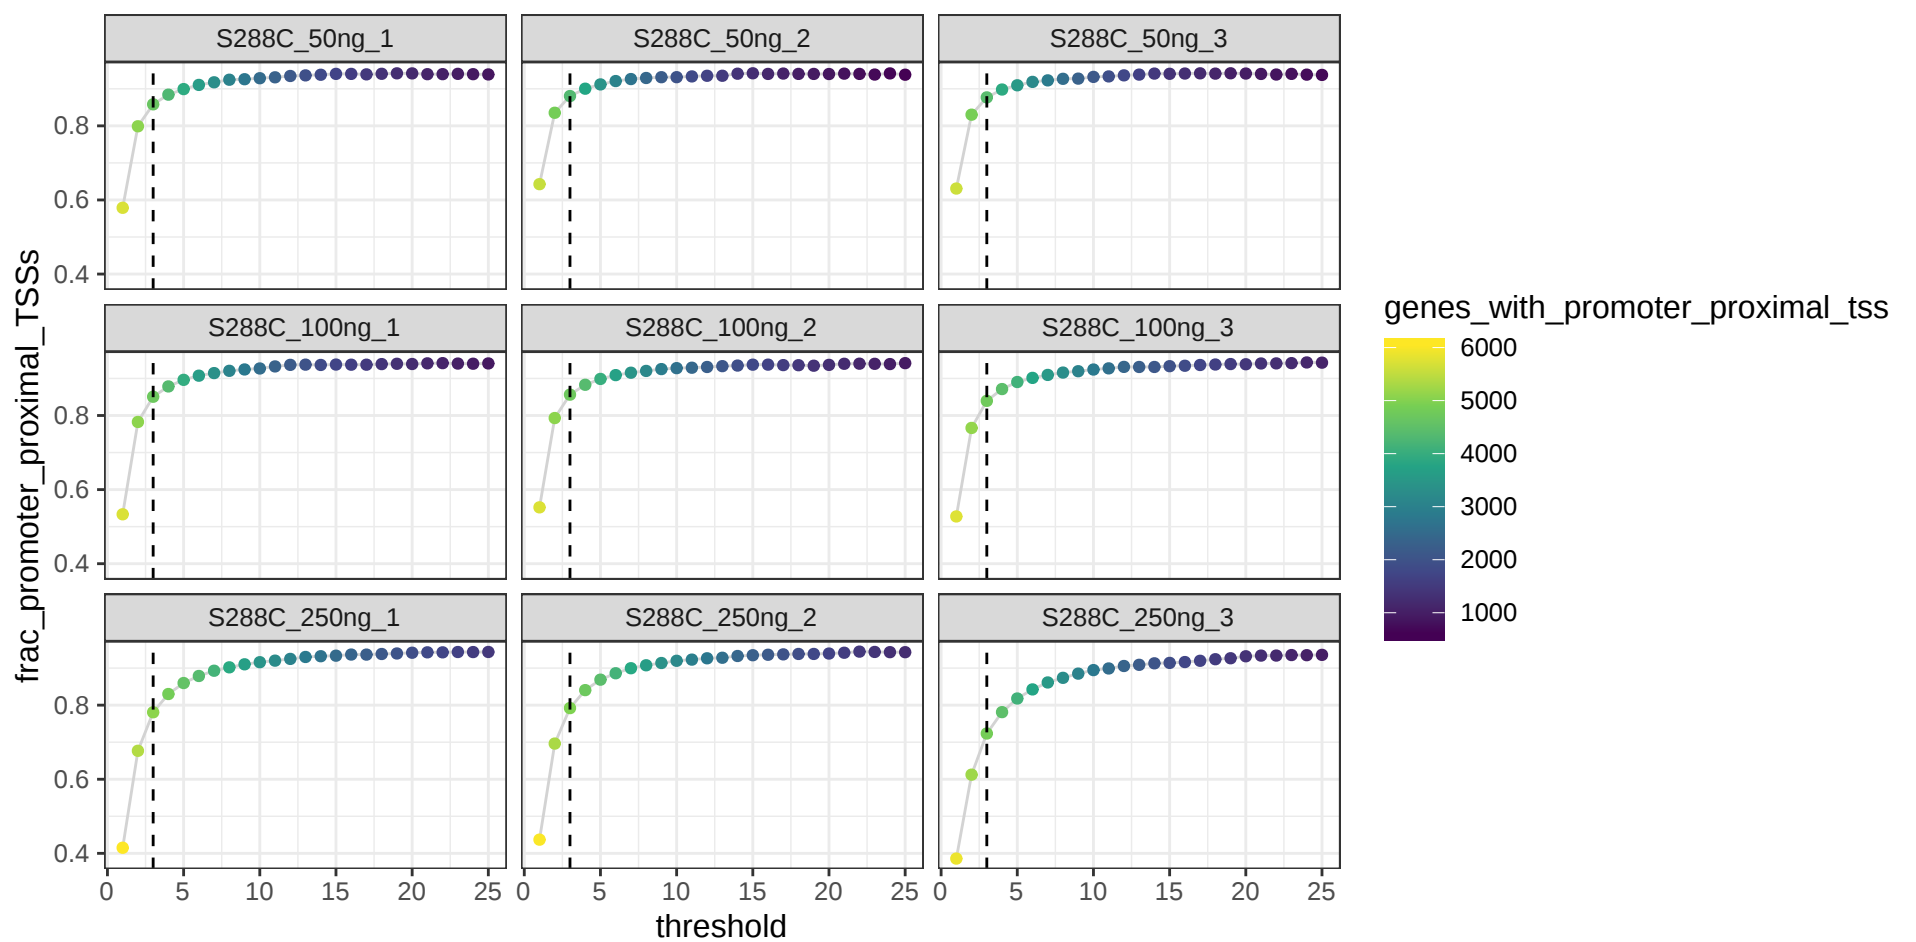 S288C_50ng_1 S288C_50ng_2 S288C_50ng_3
0.8
0.6
0.4
S288C_100ng_1 S288C_100ng_2 S288C_100ng_3
0.8
0.6
0.4
S288C_250ng_1 S288C_250ng_2 S288C_250ng_3
0.8
0.6
0.4
0 5 10 15 20 25 0 5 10 15 20 25 0 5 10 15 20 25
threshold
frac_promoter_proximal_TSSs
genes_with_promoter_proximal_tss
6000
5000
4000
3000
2000
1000